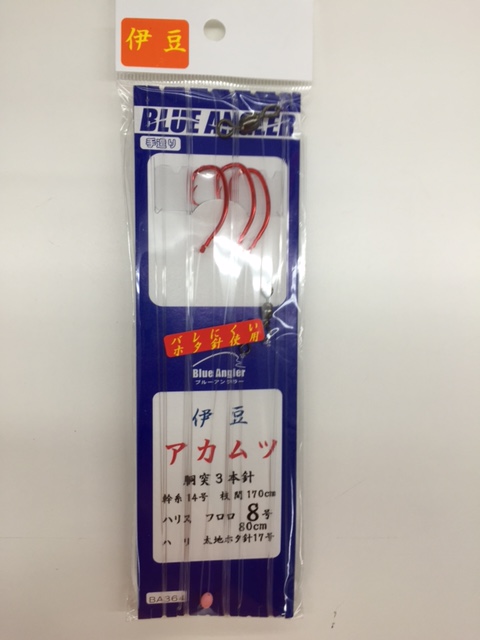 伊豆
BLUE ANGLER
手造り
バレにくい
ホタ針使用
Blue Angler
ブルーアングラー
伊豆
アカムツ
胴突3本針
幹糸14号 枝間170cm
ハリス フロロ 8号
80cm
ハリ 太地ホタ針17号
BA364